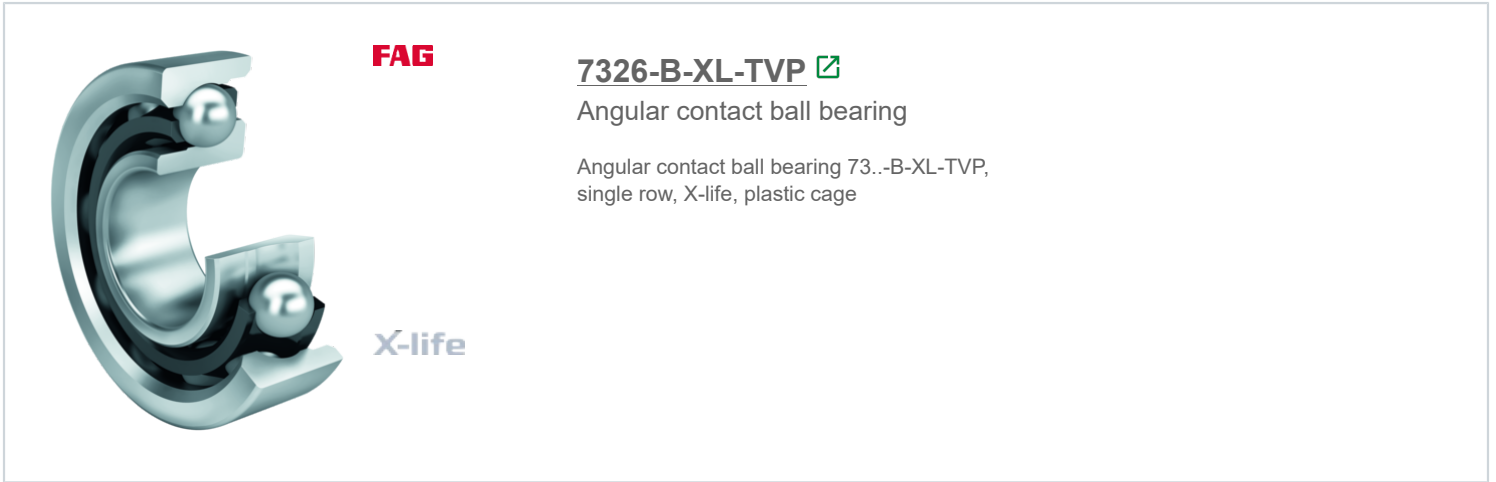 FAG
7326-B-XL-TVP
Angular contact ball bearing
Angular contact ball bearing 73..-B-XL-TVP,
single row, X-life, plastic cage
X-life